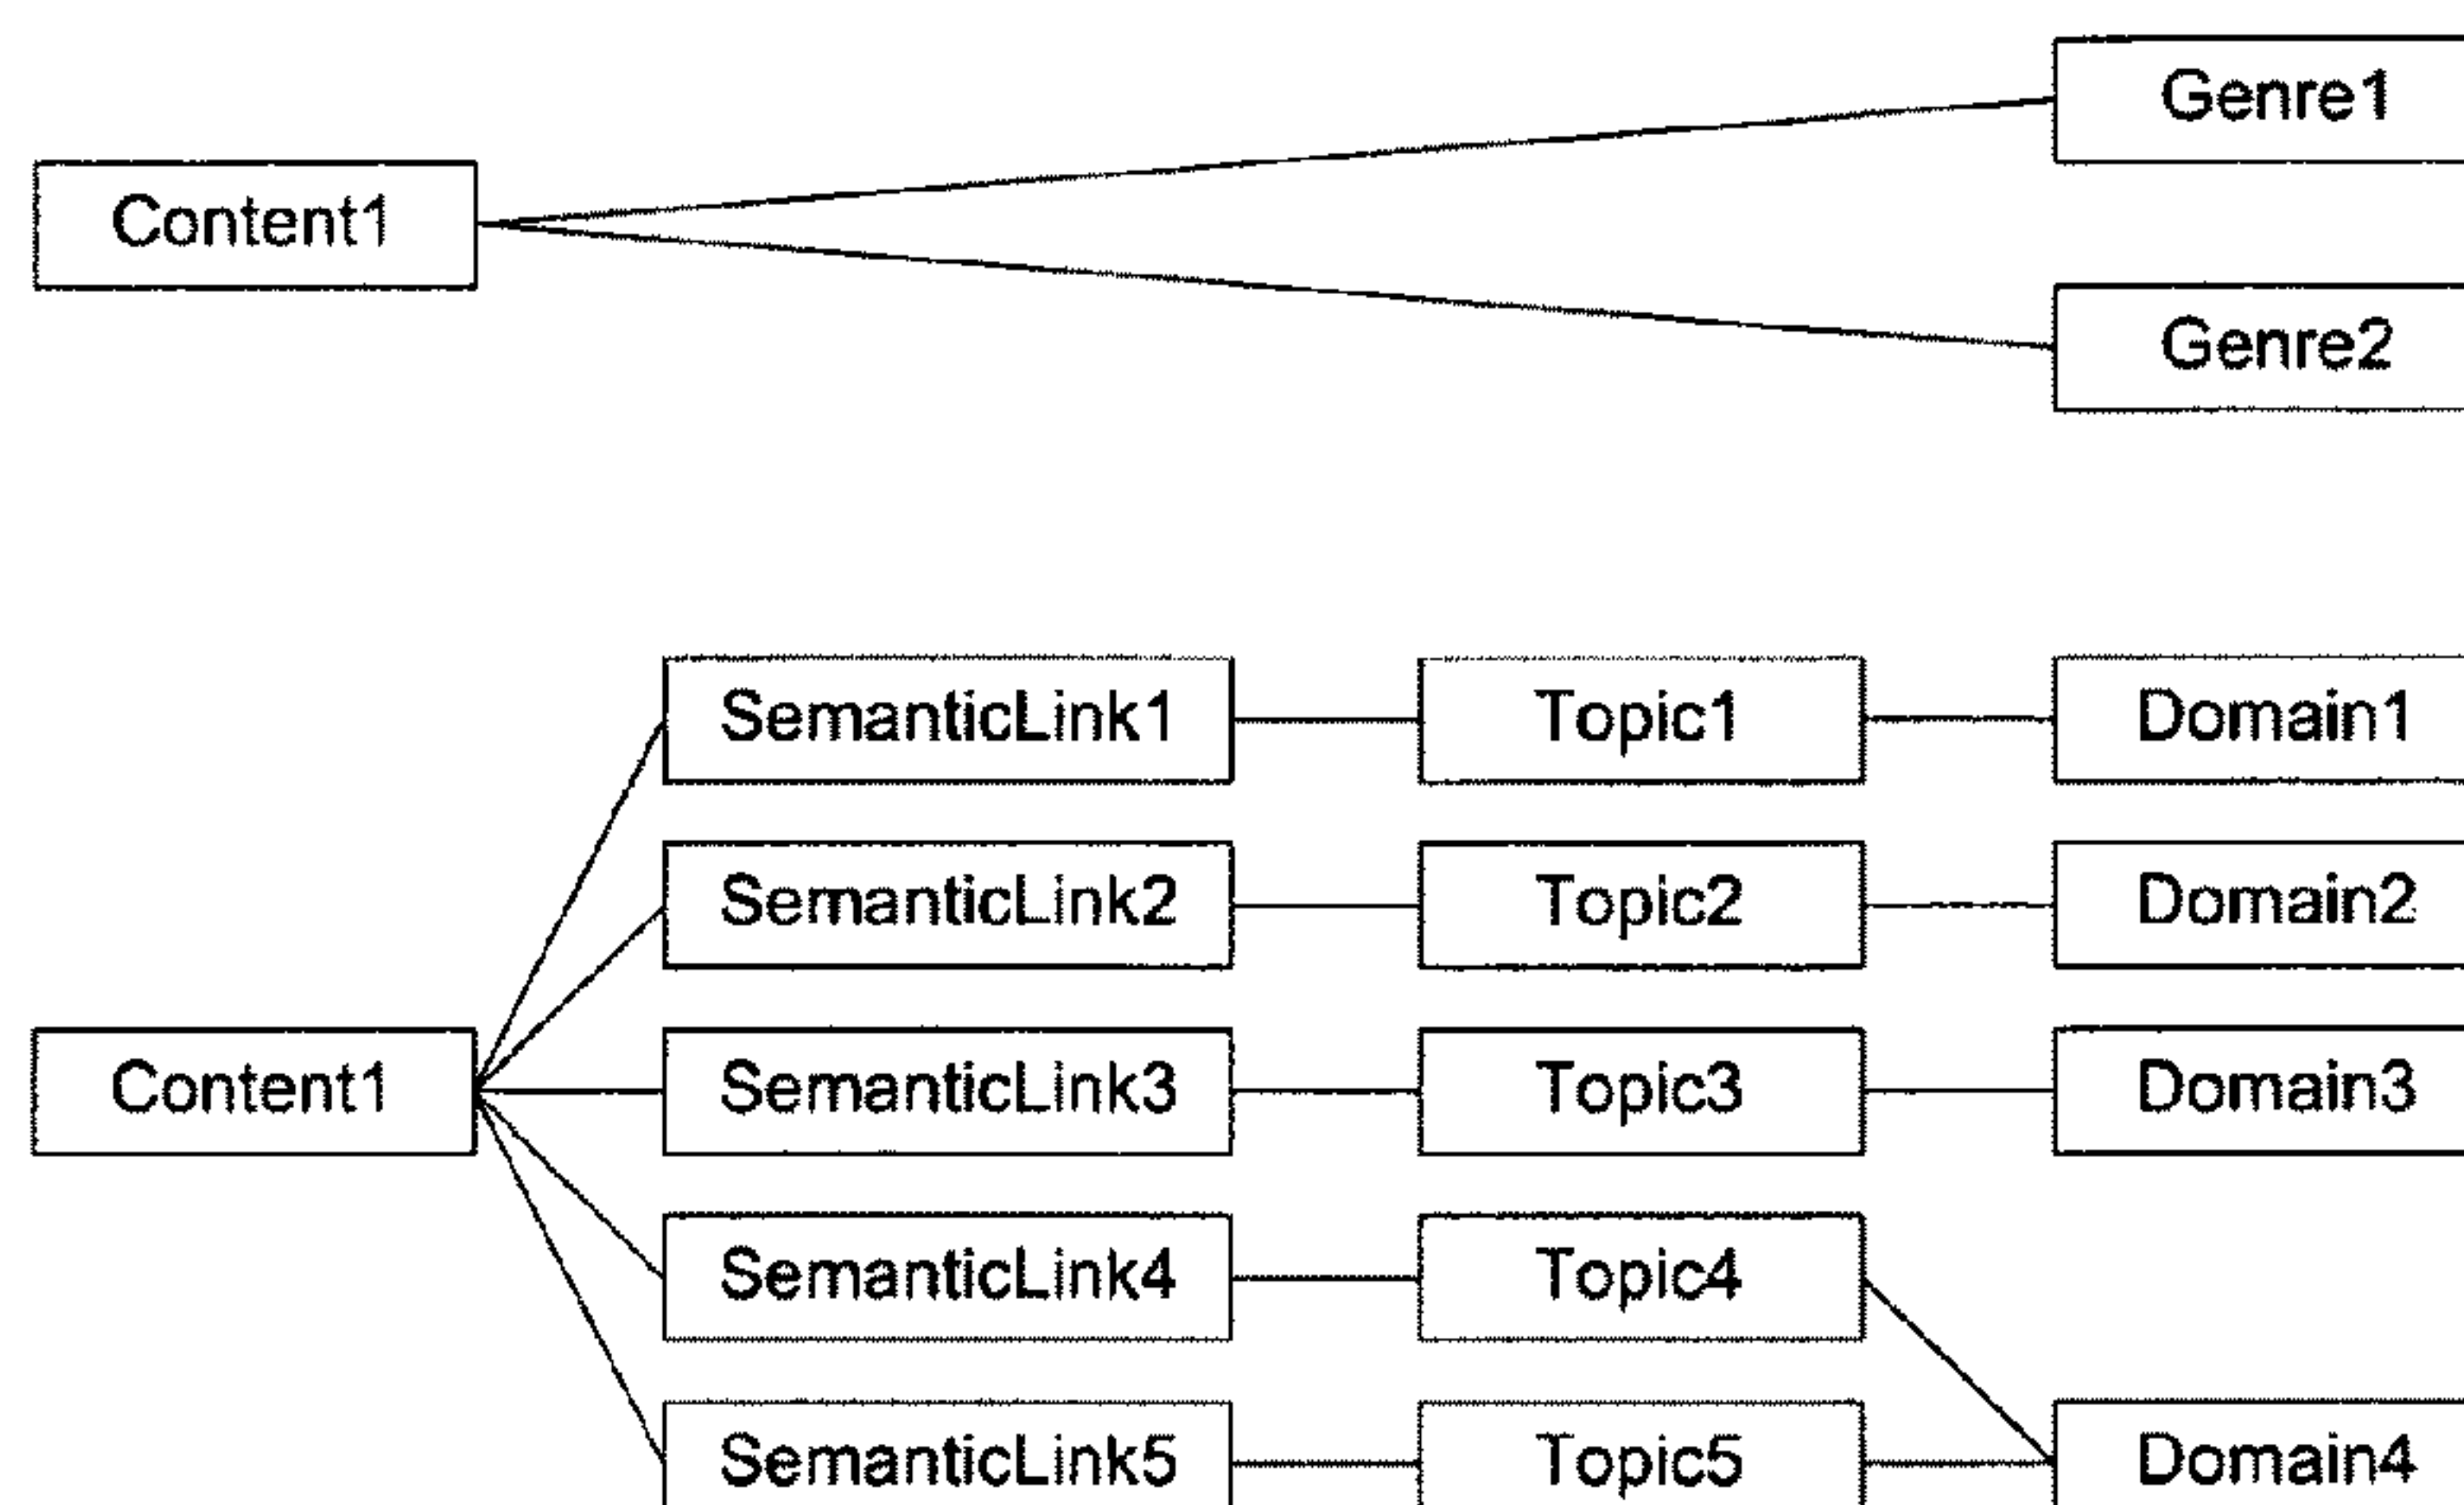 Genre1
Content1
Genre2
SemanticLink1 Topic1 Domain1
SemanticLink2 Topic2 Domain2
Content1 SemanticLink3 Topic3 Domain3
SemanticLink4 Topic4
SemanticLink5 Topic5 Domain4